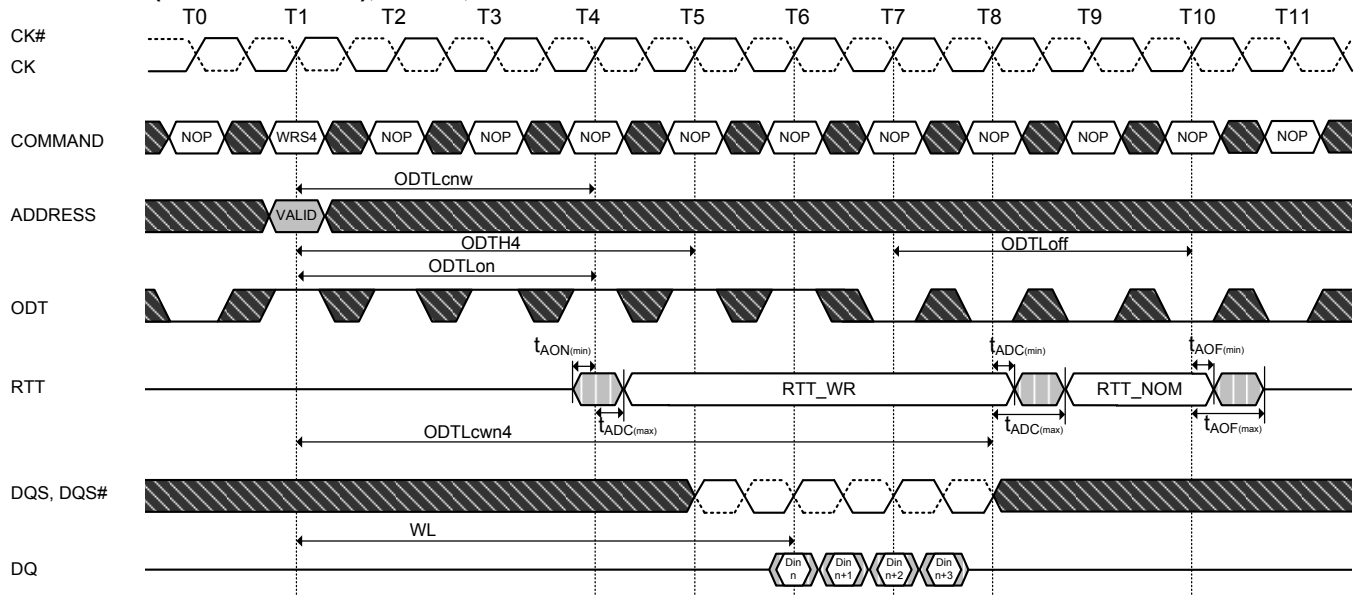 T0 T1 T2 T3 T4 T5 T6 T7 T8 T9 T10 T11
CK#
CK
COMMAND NOP WRS4 NOP NOP NOP NOP NOP NOP NOP NOP NOP NOP
ODTLcnw
ADDRESS VALID
ODTH4 ODTLoff
ODTLon
ODT
tAON(min) tADC(min) tAOF(min)
RTT RTT_WR RTT_NOM
tADC(max) tADC(max) tAOF(max)
ODTLcwn4
DQS, DQS#
WL
DQ Din n Din n+1 Din n+2 Din n+3